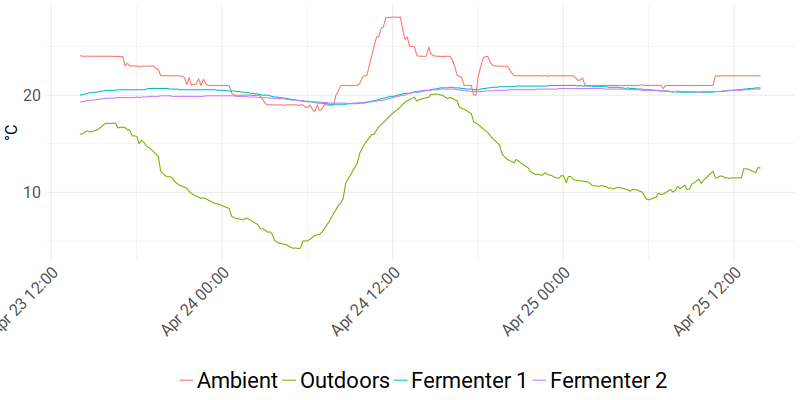 20
10
°C
23 12:00
Apr 24 00:00
Apr 24 12:00
Apr 25 00:00
Apr 25 12:00
Ambient Outdoors Fermenter 1 Fermenter 2